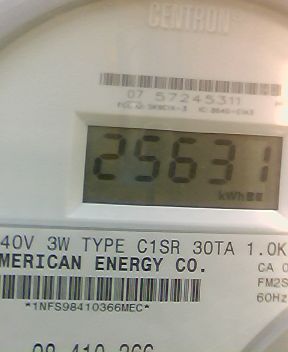 CENTRON
07 57245311
25631
kWh
40V 3W TYPE C1SR 30TA 1.0K
MERICAN ENERGY CO.
CA 0
FM2S
60Hz
*1NFS98410366MEC*